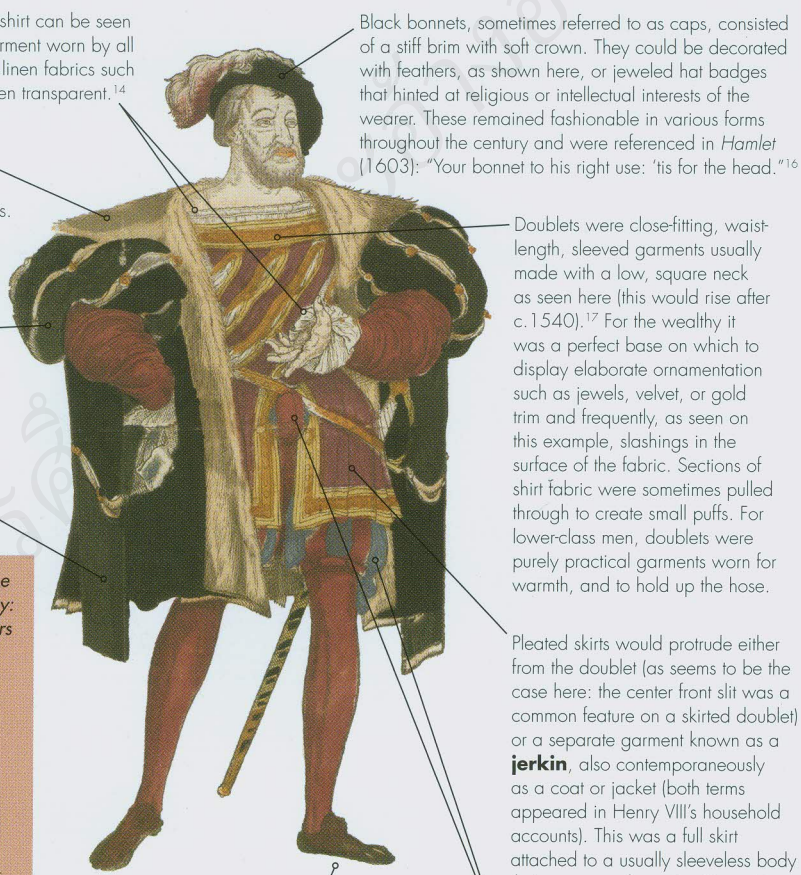 shirt can be seen
rment worn by all
linen fabrics such
en transparent.14
s.
e
y:
rs
Black bonnets, sometimes referred to as caps, consisted
of a stiff brim with soft crown. They could be decorated
with feathers, as shown here, or jeweled hat badges
that hinted at religious or intellectual interests of the
wearer. These remained fashionable in various forms
throughout the century and were referenced in Hamlet
(1603): “Your bonnet to his right use: ‘tis for the head.”16
Doublets were close-fitting, waist-
length, sleeved garments usually
made with a low, square neck
as seen here (this would rise after
c.1540).17 For the wealthy it
was a perfect base on which to
display elaborate ornamentation
such as jewels, velvet, or gold
trim and frequently, as seen on
this example, slashings in the
surface of the fabric. Sections of
shirt fabric were sometimes pulled
through to create small puffs. For
lower-class men, doublets were
purely practical garments worn for
warmth, and to hold up the hose.
Pleated skirts would protrude either
from the doublet (as seems to be the
case here: the center front slit was a
common feature on a skirted doublet)
or a separate garment known as a
jerkin, also contemporaneously
as a coat or jacket (both terms
appeared in Henry VIII’s household
accounts). This was a full skirt
attached to a usually sleeveless body